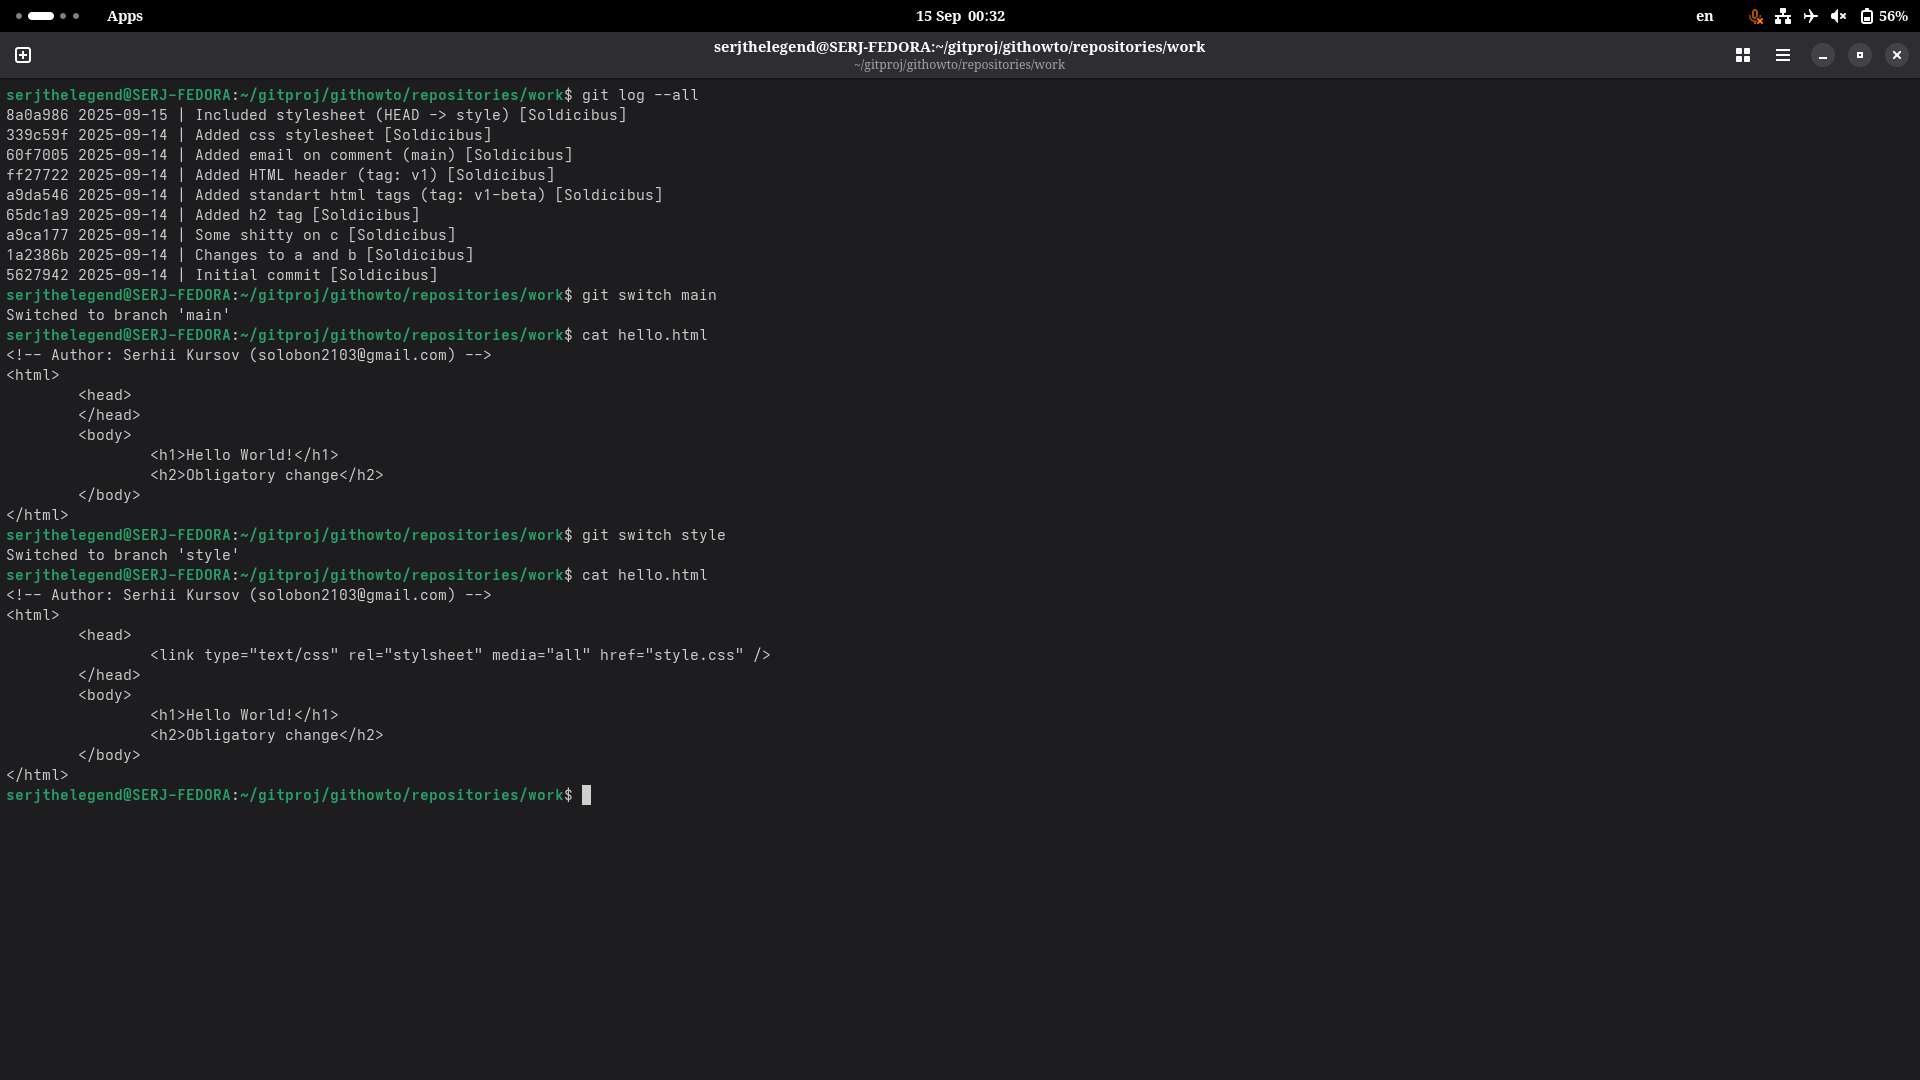 Apps
15 Sep 00:32
en
56%
serjthelegend@SERJ-FEDORA:~/gitproj/githowto/repositories/work
~/gitproj/githowto/repositories/work
serjthelegend@SERJ-FEDORA:~/gitproj/githowto/repositories/work$ git log --all
8a0a986 2025-09-15 | Included stylesheet (HEAD -> style) [Soldicibus]
339c59f 2025-09-14 | Added css stylesheet [Soldicibus]
60f7005 2025-09-14 | Added email on comment (main) [Soldicibus]
ff27722 2025-09-14 | Added HTML header (tag: v1) [Soldicibus]
a9da546 2025-09-14 | Added standart html tags (tag: v1-beta) [Soldicibus]
65dc1a9 2025-09-14 | Added h2 tag [Soldicibus]
a9ca177 2025-09-14 | Some shitty on c [Soldicibus]
1a2386b 2025-09-14 | Changes to a and b [Soldicibus]
5627942 2025-09-14 | Initial commit [Soldicibus]
serjthelegend@SERJ-FEDORA:~/gitproj/githowto/repositories/work$ git switch main
Switched to branch 'main'
serjthelegend@SERJ-FEDORA:~/gitproj/githowto/repositories/work$ cat hello.html
<!-- Author: Serhii Kursov (solobon2103@gmail.com) -->
<html>
        <head>
        </head>
        <body>
                <h1>Hello World!</h1>
                <h2>Obligatory change</h2>
        </body>
</html>
serjthelegend@SERJ-FEDORA:~/gitproj/githowto/repositories/work$ git switch style
Switched to branch 'style'
serjthelegend@SERJ-FEDORA:~/gitproj/githowto/repositories/work$ cat hello.html
<!-- Author: Serhii Kursov (solobon2103@gmail.com) -->
<html>
        <head>
                <link type="text/css" rel="stylsheet" media="all" href="style.css" />
        </head>
        <body>
                <h1>Hello World!</h1>
                <h2>Obligatory change</h2>
        </body>
</html>
serjthelegend@SERJ-FEDORA:~/gitproj/githowto/repositories/work$